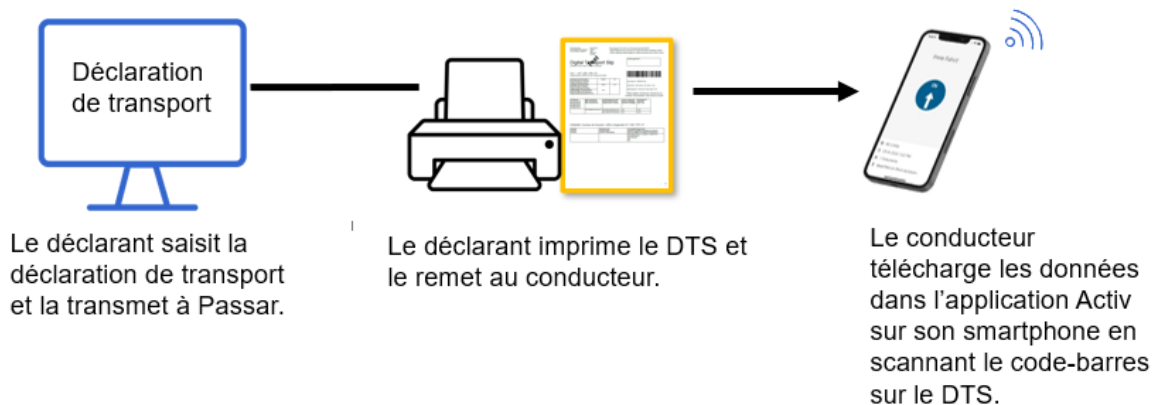 Déclaration
de transport
Le déclarant saisit la
déclaration de transport
et la transmet à Passar.
Le déclarant imprime le DTS et
le remet au conducteur.
Le conducteur
télécharge les données
dans l’application Activ
sur son smartphone en
scannant le code-barres
sur le DTS.